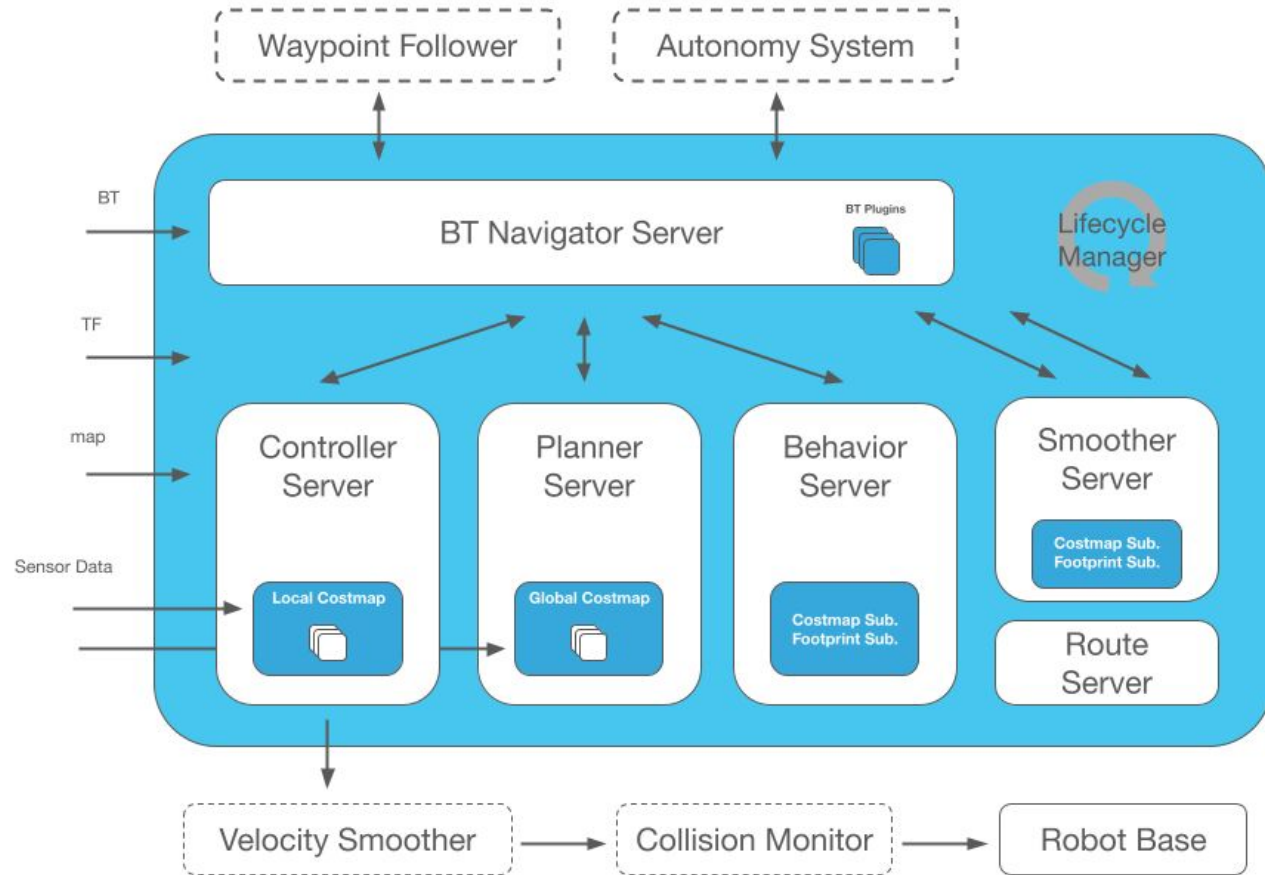 Waypoint Follower
Autonomy System
BT
BT Plugins
BT Navigator Server
Lifecycle
Manager
TF
map
Controller
Server
Planner
Server
Behavior
Server
Smoother
Server
Sensor Data
Local Costmap
Global Costmap
Costmap Sub.
Footprint Sub.
Costmap Sub.
Footprint Sub.
Route
Server
Velocity Smoother
Collision Monitor
Robot Base